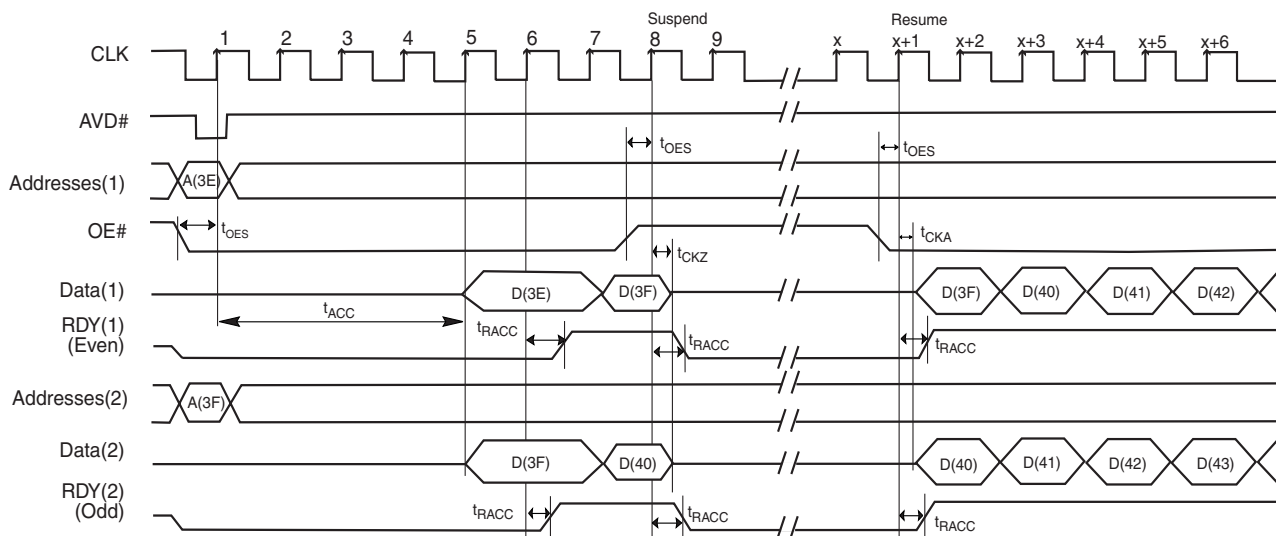 Suspend Resume
CLK 1 2 3 4 5 6 7 8 9 x x+1 x+2 x+3 x+4 x+5 x+6
AVD#
tOES tOES
Addresses(1) A(3E)
OE# tOES tCKZ tCKA
Data(1) D(3E) D(3F) D(3F) D(40) D(41) D(42)
tACC
RDY(1) tRACC tRACC tRACC
(Even)
Addresses(2) A(3F)
Data(2) D(3F) D(40) D(40) D(41) D(42) D(43)
RDY(2)
(Odd) tRACC tRACC tRACC